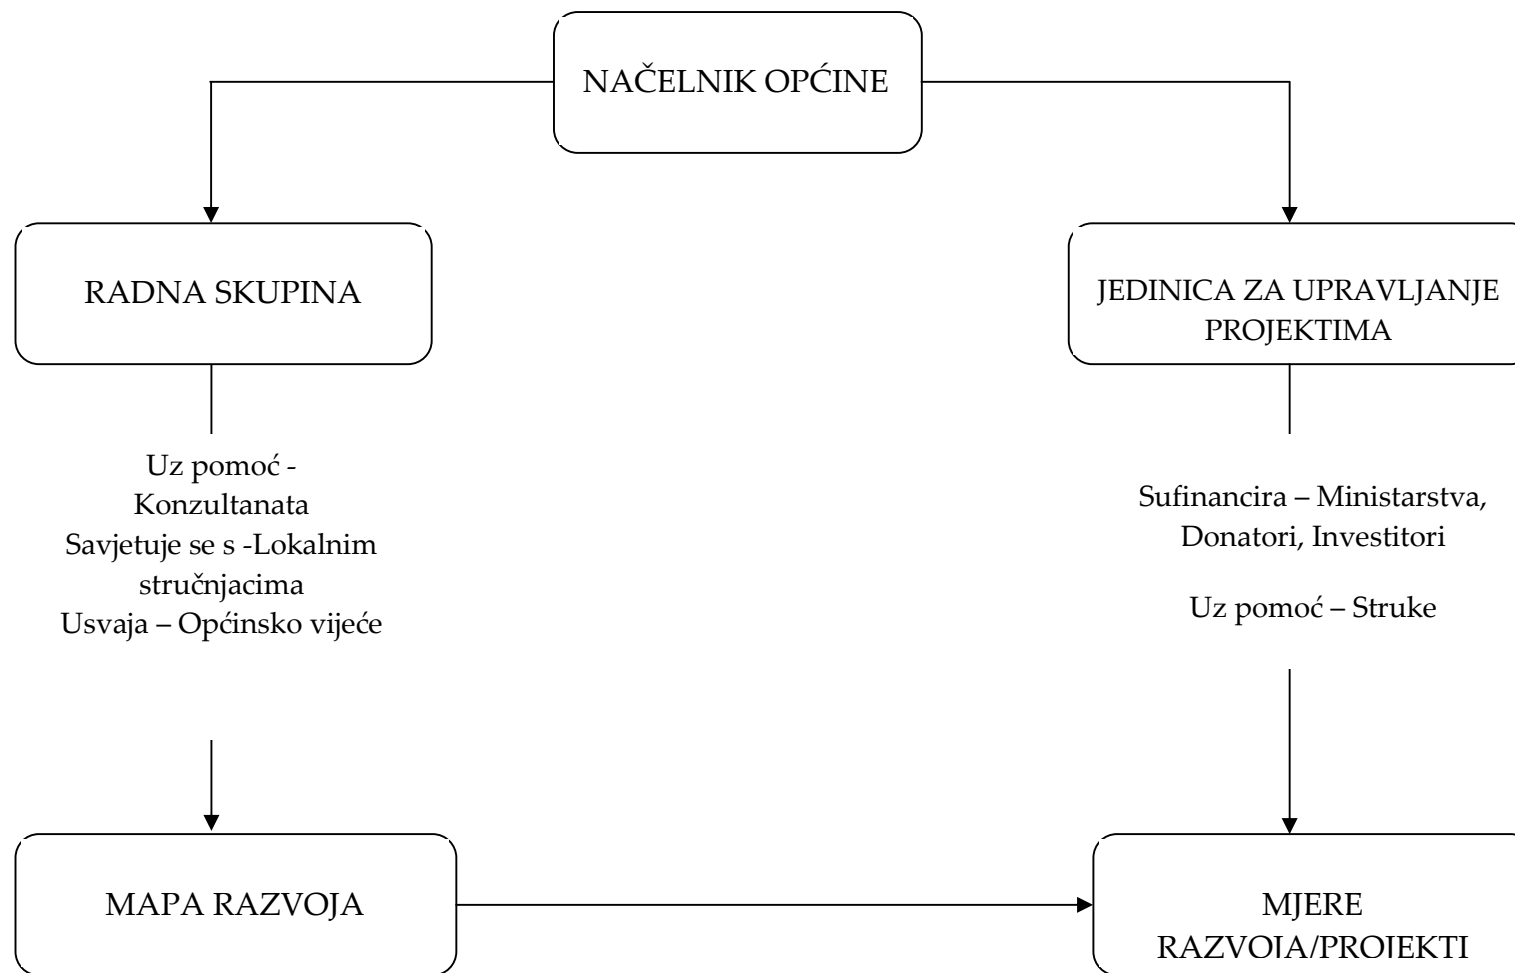 NAČELNIK OPĆINE
RADNA SKUPINA
JEDINICA ZA UPRAVLJANJE
PROJEKTIMA
Uz pomoć -
Konzultanata
Savjetuje se s -Lokalnim
stručnjacima
Usvaja – Općinsko vijeće
Sufinancira – Ministarstva,
Donatori, Investitori
Uz pomoć – Struke
MAPA RAZVOJA
MJERE
RAZVOJA/PROJEKTI